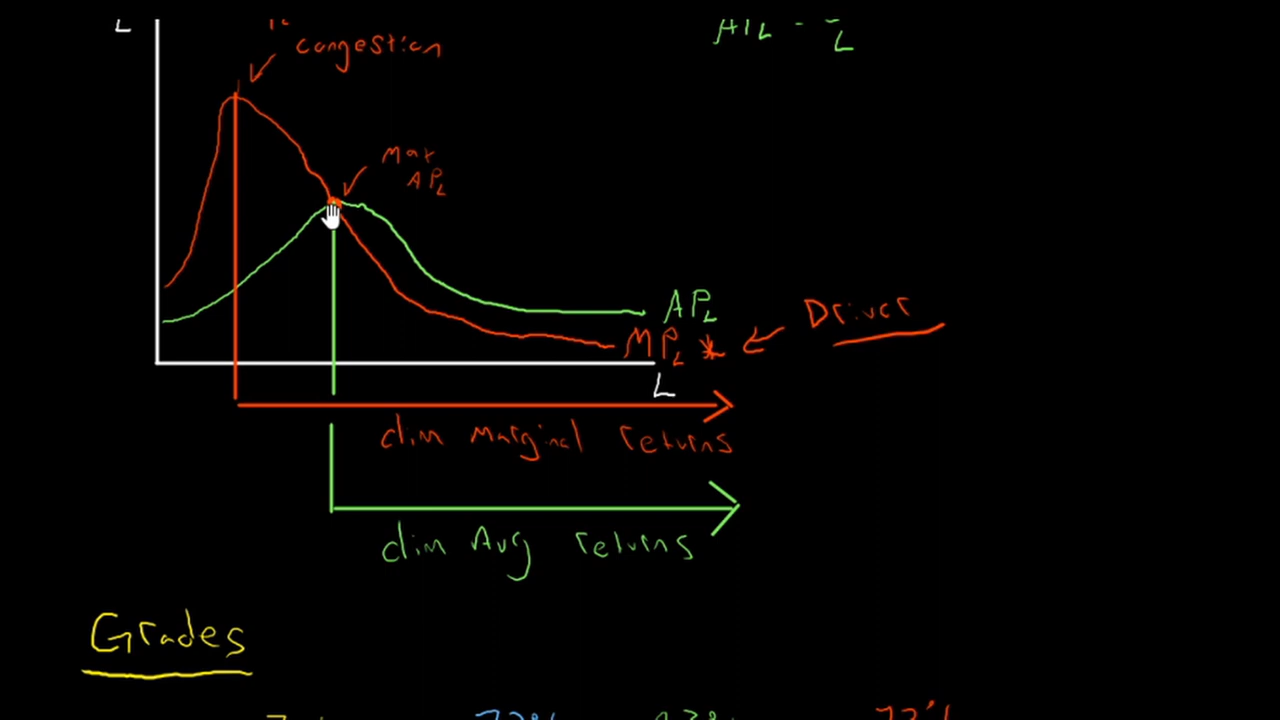 L
congestion
Max
APL
APL
MPL * ← Driver
L
dim Marginal returns
dim Avg returns
Grades